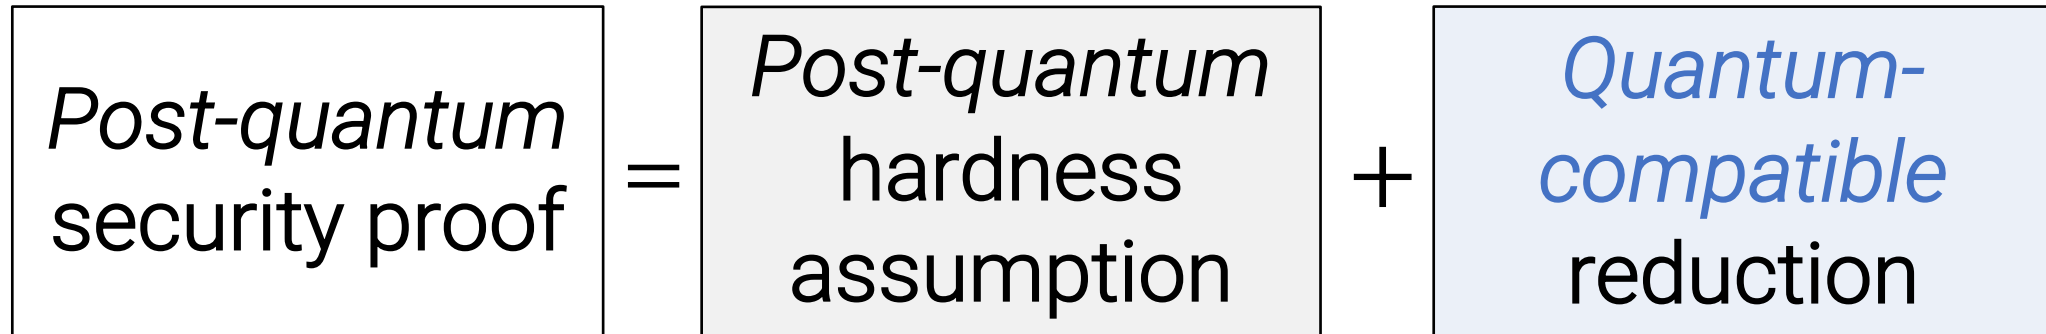 Post-quantum
security proof
=
Post-quantum
hardness
assumption
+
Quantum-
compatible
reduction